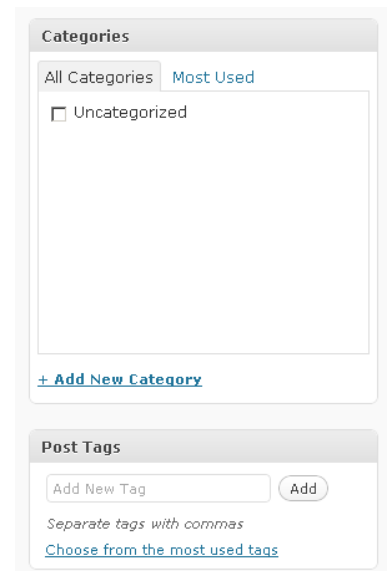 Categories
All Categories Most Used
Uncategorized
+ Add New Category
Post Tags
Add New Tag Add
Separate tags with commas
Choose from the most used tags